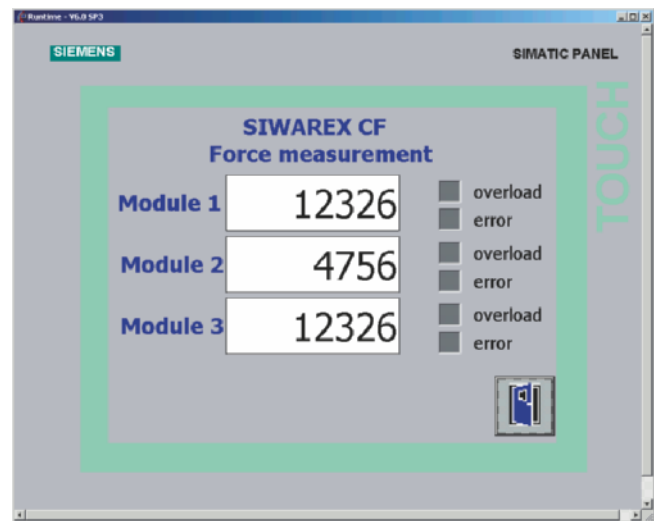 Runtime - V6.0 SP3
SIEMENS
SIMATIC PANEL
TOUCH
SIWAREX CF
Force measurement
Module 1 12326 overload
error
Module 2 4756 overload
error
Module 3 12326 overload
error